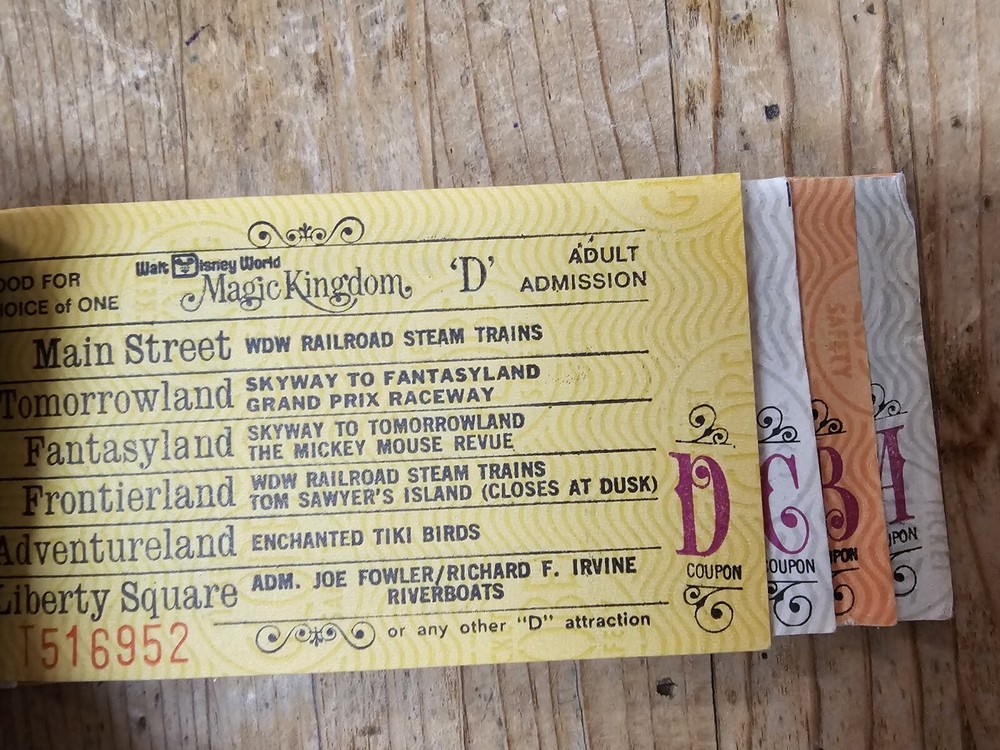 Walt Disney World
Magic Kingdom
'D'
ADULT
ADMISSION
OOD FOR
HOICE of ONE
Main Street WDW RAILROAD STEAM TRAINS
Tomorrowland SKYWAY TO FANTASYLAND
GRAND PRIX RACEWAY
Fantasyland SKYWAY TO TOMORROWLAND
THE MICKEY MOUSE REVUE
Frontierland WDW RAILROAD STEAM TRAINS
TOM SAWYER'S ISLAND (CLOSES AT DUSK)
Adventureland ENCHANTED TIKI BIRDS
Liberty Square ADM. JOE FOWLER/RICHARD F. IRVINE
RIVERBOATS
T516952
or any other "D" attraction
D
COUPON
C
OUPON
B
UPON
A
PON
SAFETY